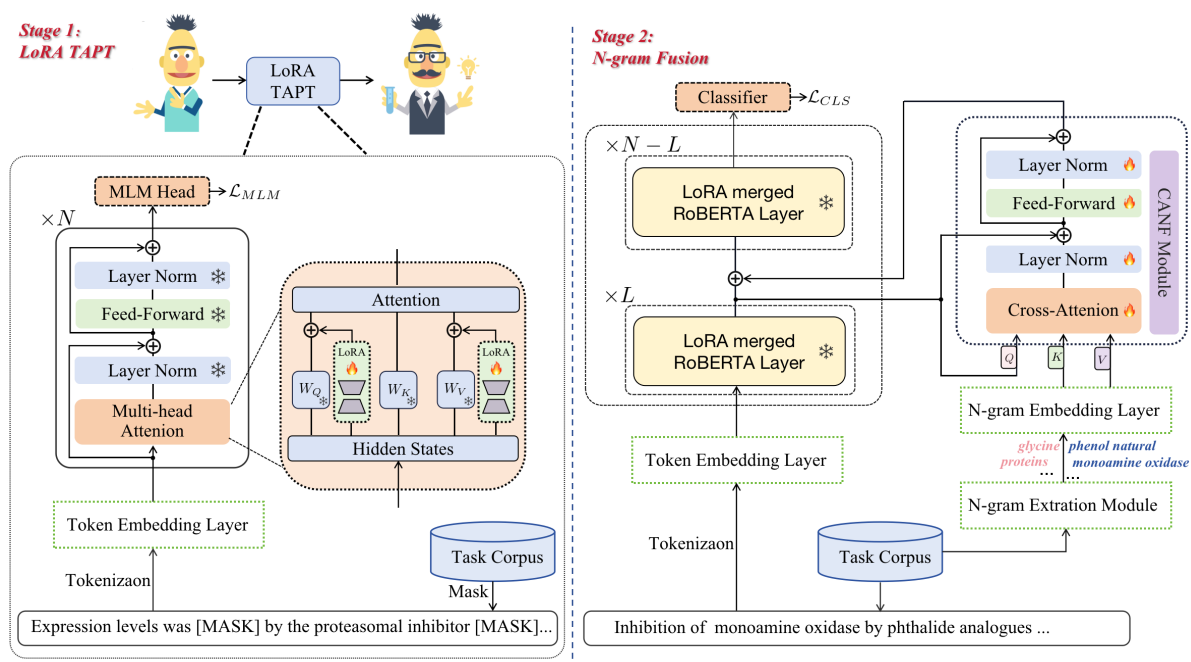 Stage 1:
LoRA TAPT
LoRA
TAPT
MLM Head
ℒ_MLM
×N
Layer Norm
Feed-Forward
Layer Norm
Multi-head
Attenion
Token Embedding Layer
Tokenizaon
Attention
LoRA
LoRA
W_Q
W_K
W_V
Hidden States
Task Corpus
Mask
Expression levels was [MASK] by the proteasomal inhibitor [MASK]...
Stage 2:
N-gram Fusion
Classifier
ℒ_CLS
×N − L
LoRA merged
RoBERTA Layer
×L
LoRA merged
RoBERTA Layer
Token Embedding Layer
Tokenizaon
Layer Norm
Feed-Forward
Layer Norm
Cross-Attenion
CANF Module
Q
K
V
N-gram Embedding Layer
glycine phenol natural
proteins monoamine oxidase
... ...
N-gram Extration Module
Task Corpus
Inhibition of monoamine oxidase by phthalide analogues ...